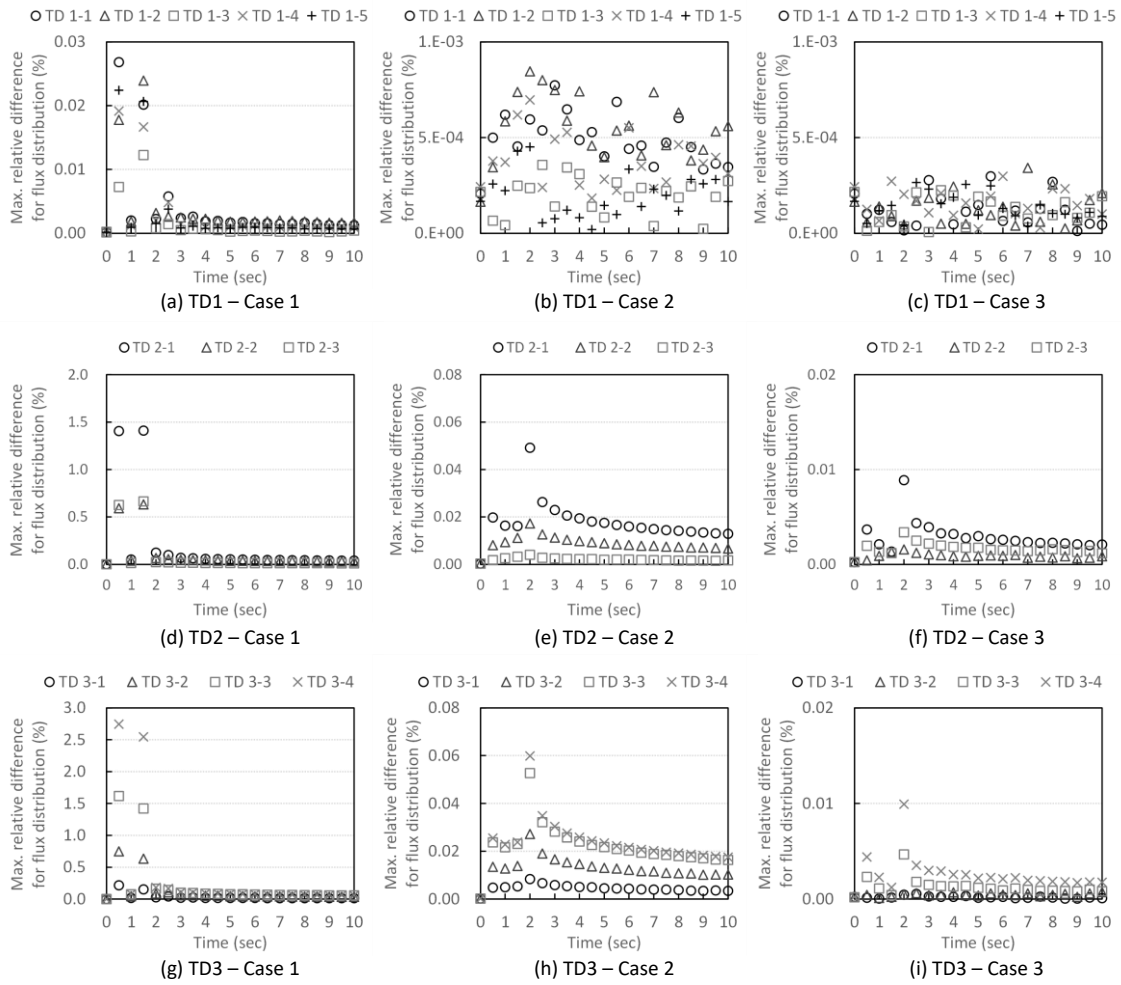 TD 1-1 TD 1-2 TD 1-3 TD 1-4 TD 1-5
Max. relative difference
for flux distribution (%)
0.03
0.02
0.01
0.00
0 1 2 3 4 5 6 7 8 9 10
Time (sec)
(a) TD1 – Case 1
TD 1-1 TD 1-2 TD 1-3 TD 1-4 TD 1-5
Max. relative difference
for flux distribution (%)
1.E-03
5.E-04
0.E+00
0 1 2 3 4 5 6 7 8 9 10
Time (sec)
(b) TD1 – Case 2
TD 1-1 TD 1-2 TD 1-3 TD 1-4 TD 1-5
Max. relative difference
for flux distribution (%)
1.E-03
5.E-04
0.E+00
0 1 2 3 4 5 6 7 8 9 10
Time (sec)
(c) TD1 – Case 3
TD 2-1 TD 2-2 TD 2-3
Max. relative difference
for flux distribution (%)
2.0
1.5
1.0
0.5
0.0
0 1 2 3 4 5 6 7 8 9 10
Time (sec)
(d) TD2 – Case 1
TD 2-1 TD 2-2 TD 2-3
Max. relative difference
for flux distribution (%)
0.08
0.06
0.04
0.02
0.00
0 1 2 3 4 5 6 7 8 9 10
Time (sec)
(e) TD2 – Case 2
TD 2-1 TD 2-2 TD 2-3
Max. relative difference
for flux distribution (%)
0.02
0.01
0.00
0 1 2 3 4 5 6 7 8 9 10
Time (sec)
(f) TD2 – Case 3
TD 3-1 TD 3-2 TD 3-3 TD 3-4
Max. relative difference
for flux distribution (%)
3.0
2.5
2.0
1.5
1.0
0.5
0.0
0 1 2 3 4 5 6 7 8 9 10
Time (sec)
(g) TD3 – Case 1
TD 3-1 TD 3-2 TD 3-3 TD 3-4
Max. relative difference
for flux distribution (%)
0.08
0.06
0.04
0.02
0.00
0 1 2 3 4 5 6 7 8 9 10
Time (sec)
(h) TD3 – Case 2
TD 3-1 TD 3-2 TD 3-3 TD 3-4
Max. relative difference
for flux distribution (%)
0.02
0.01
0.00
0 1 2 3 4 5 6 7 8 9 10
Time (sec)
(i) TD3 – Case 3